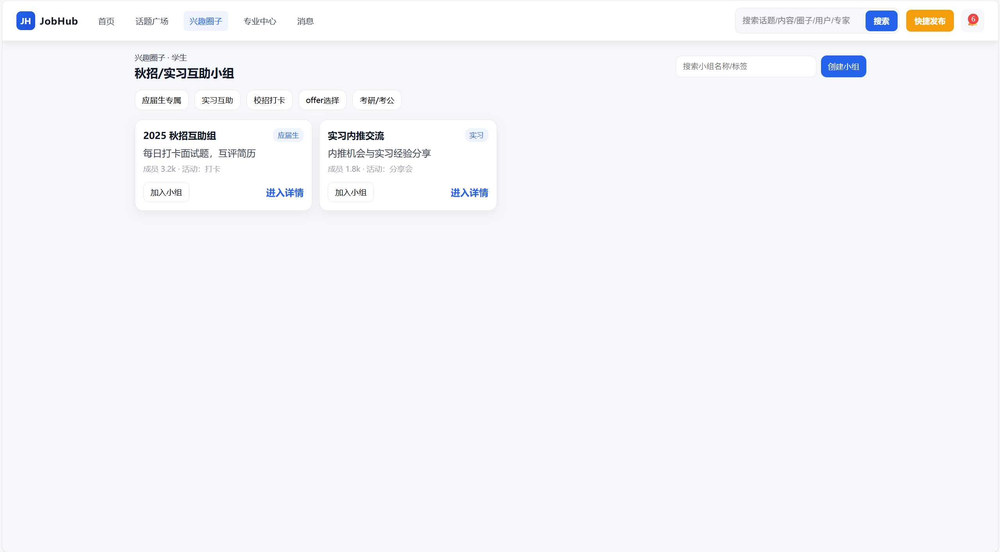 JH JobHub 首页 话题广场 兴趣圈子 专业中心 消息 搜索话题/内容/圈子/用户/专家 搜索 快捷发布 6
兴趣圈子 · 学生
秋招/实习互助小组
搜索小组名称/标签 创建小组
应届生专属 实习互助 校招打卡 offer选择 考研/考公
2025 秋招互助组 应届生
每日打卡面试题，互评简历
成员 3.2k · 活动：打卡
加入小组 进入详情
实习内推交流 实习
内推机会与实习经验分享
成员 1.8k · 活动：分享会
加入小组 进入详情